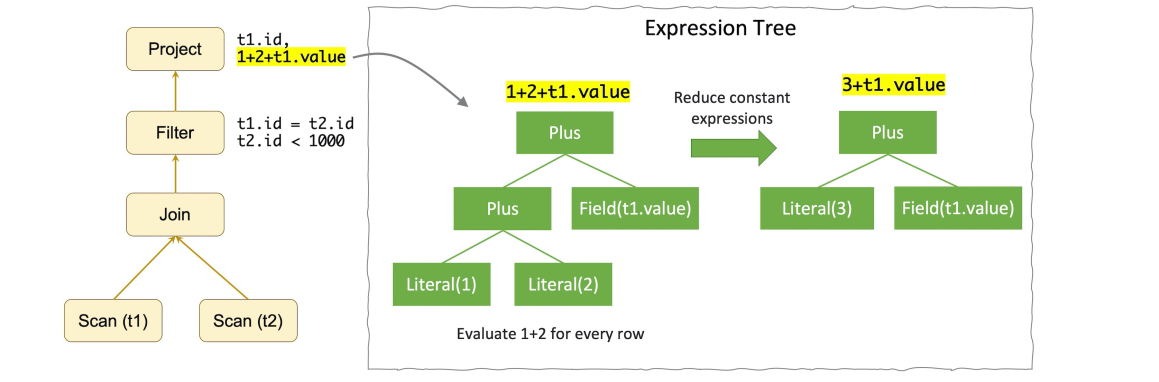 Project
t1.id,
1+2+t1.value
Filter
t1.id = t2.id
t2.id < 1000
Join
Scan (t1)
Scan (t2)
Expression Tree
1+2+t1.value
Plus
Plus
Field(t1.value)
Literal(1)
Literal(2)
Evaluate 1+2 for every row
Reduce constant
expressions
3+t1.value
Plus
Literal(3)
Field(t1.value)